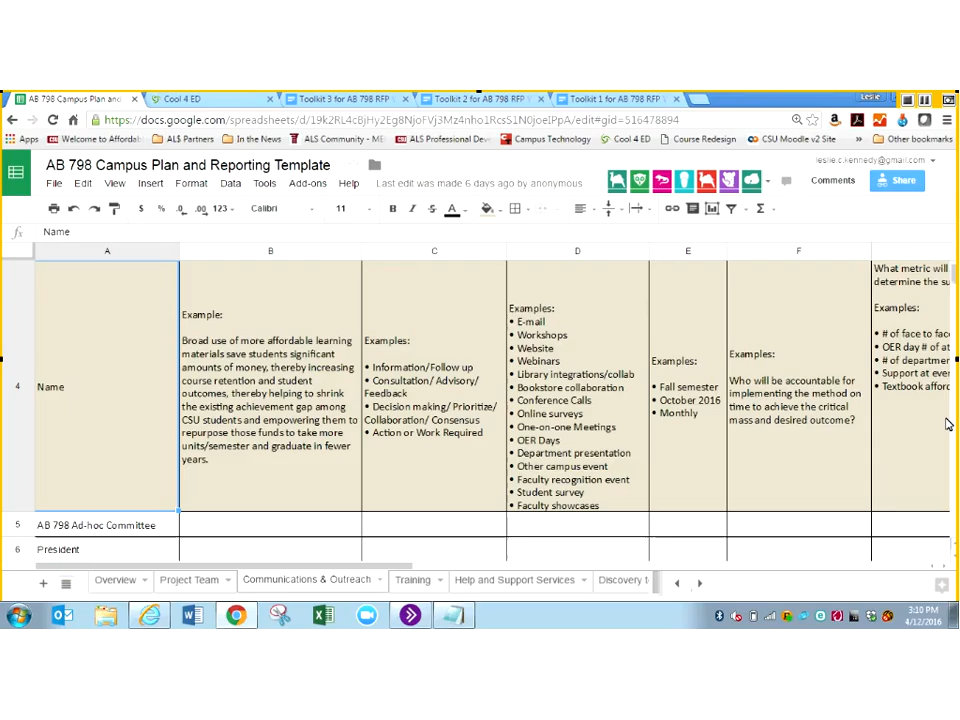 AB 798 Campus Plan and
Cool 4 ED
Toolkit 3 for AB 798 RFP
Toolkit 2 for AB 798 RFP
Toolkit 1 for AB 798 RFP
Leslie
https://docs.google.com/spreadsheets/d/19k2RL4cBjHy2Eg8NjoFVj3Mz4nho1RcsS1N0joeIPpA/edit#gid=516478894
Apps Welcome to Affordab ALS Partners In the News ALS Community - ME ALS Professional Dev Campus Technology Cool 4 ED Course Redesign CSU Moodle v2 Site » Other bookmarks
AB 798 Campus Plan and Reporting Template
leslie.c.kennedy@gmail.com
File Edit View Insert Format Data Tools Add-ons Help Last edit was made 6 days ago by anonymous
Comments Share
$ % .0 .00 123 Calibri 11 B I S A Σ
fx Name
A B C D E F
4
Name
Example:
Broad use of more affordable learning
materials save students significant
amounts of money, thereby increasing
course retention and student
outcomes, thereby helping to shrink
the existing achievement gap among
CSU students and empowering them to
repurpose those funds to take more
units/semester and graduate in fewer
years.
Examples:
• Information/Follow up
• Consultation/ Advisory/
Feedback
• Decision making/ Prioritize/
Collaboration/ Consensus
• Action or Work Required
Examples:
• E-mail
• Workshops
• Website
• Webinars
• Library integrations/collab
• Bookstore collaboration
• Conference Calls
• Online surveys
• One-on-one Meetings
• OER Days
• Department presentation
• Other campus event
• Faculty recognition event
• Student survey
• Faculty showcases
Examples:
• Fall semester
• October 2016
• Monthly
Examples:
Who will be accountable for
implementing the method on
time to achieve the critical
mass and desired outcome?
What metric will
determine the su
Examples:
• # of face to fac
• OER day # of at
• # of departmen
• Support at ever
• Textbook afford
5 AB 798 Ad-hoc Committee
6 President
Overview Project Team Communications & Outreach Training Help and Support Services Discovery t
3:10 PM
4/12/2016